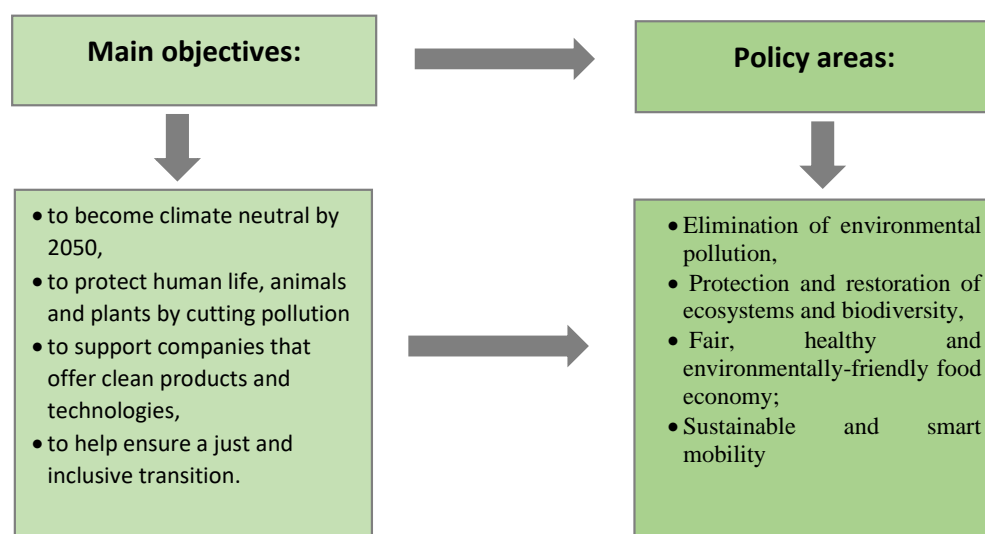 Main objectives:
Policy areas:
• to become climate neutral by
2050,
• to protect human life, animals
and plants by cutting pollution
• to support companies that
offer clean products and
technologies,
• to help ensure a just and
inclusive transition.
• Elimination of environmental
pollution,
• Protection and restoration of
ecosystems and biodiversity,
• Fair, healthy and
environmentally-friendly food
economy;
• Sustainable and smart
mobility